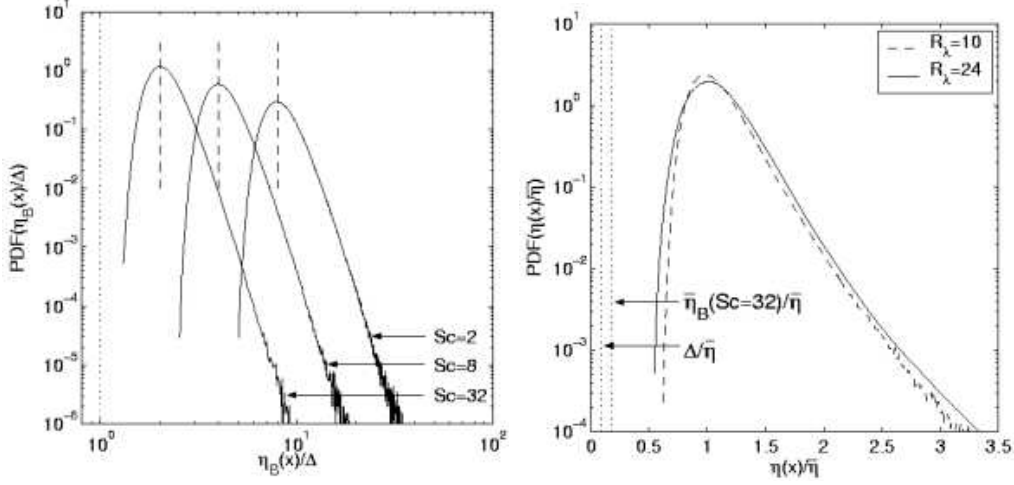 10^1
10^0
10^-1
10^-2
10^-3
10^-4
10^-5
10^-6
PDF(η_B(x)/Δ)
Sc=2
Sc=8
Sc=32
10^0
10^1
10^2
η_B(x)/Δ
10^1
10^0
10^-1
10^-2
10^-3
10^-4
PDF(η(x)/η̅)
R_λ=10
R_λ=24
η̅_B(Sc=32)/η̅
Δ/η̅
0
0.5
1
1.5
2
2.5
3
3.5
η(x)/η̅